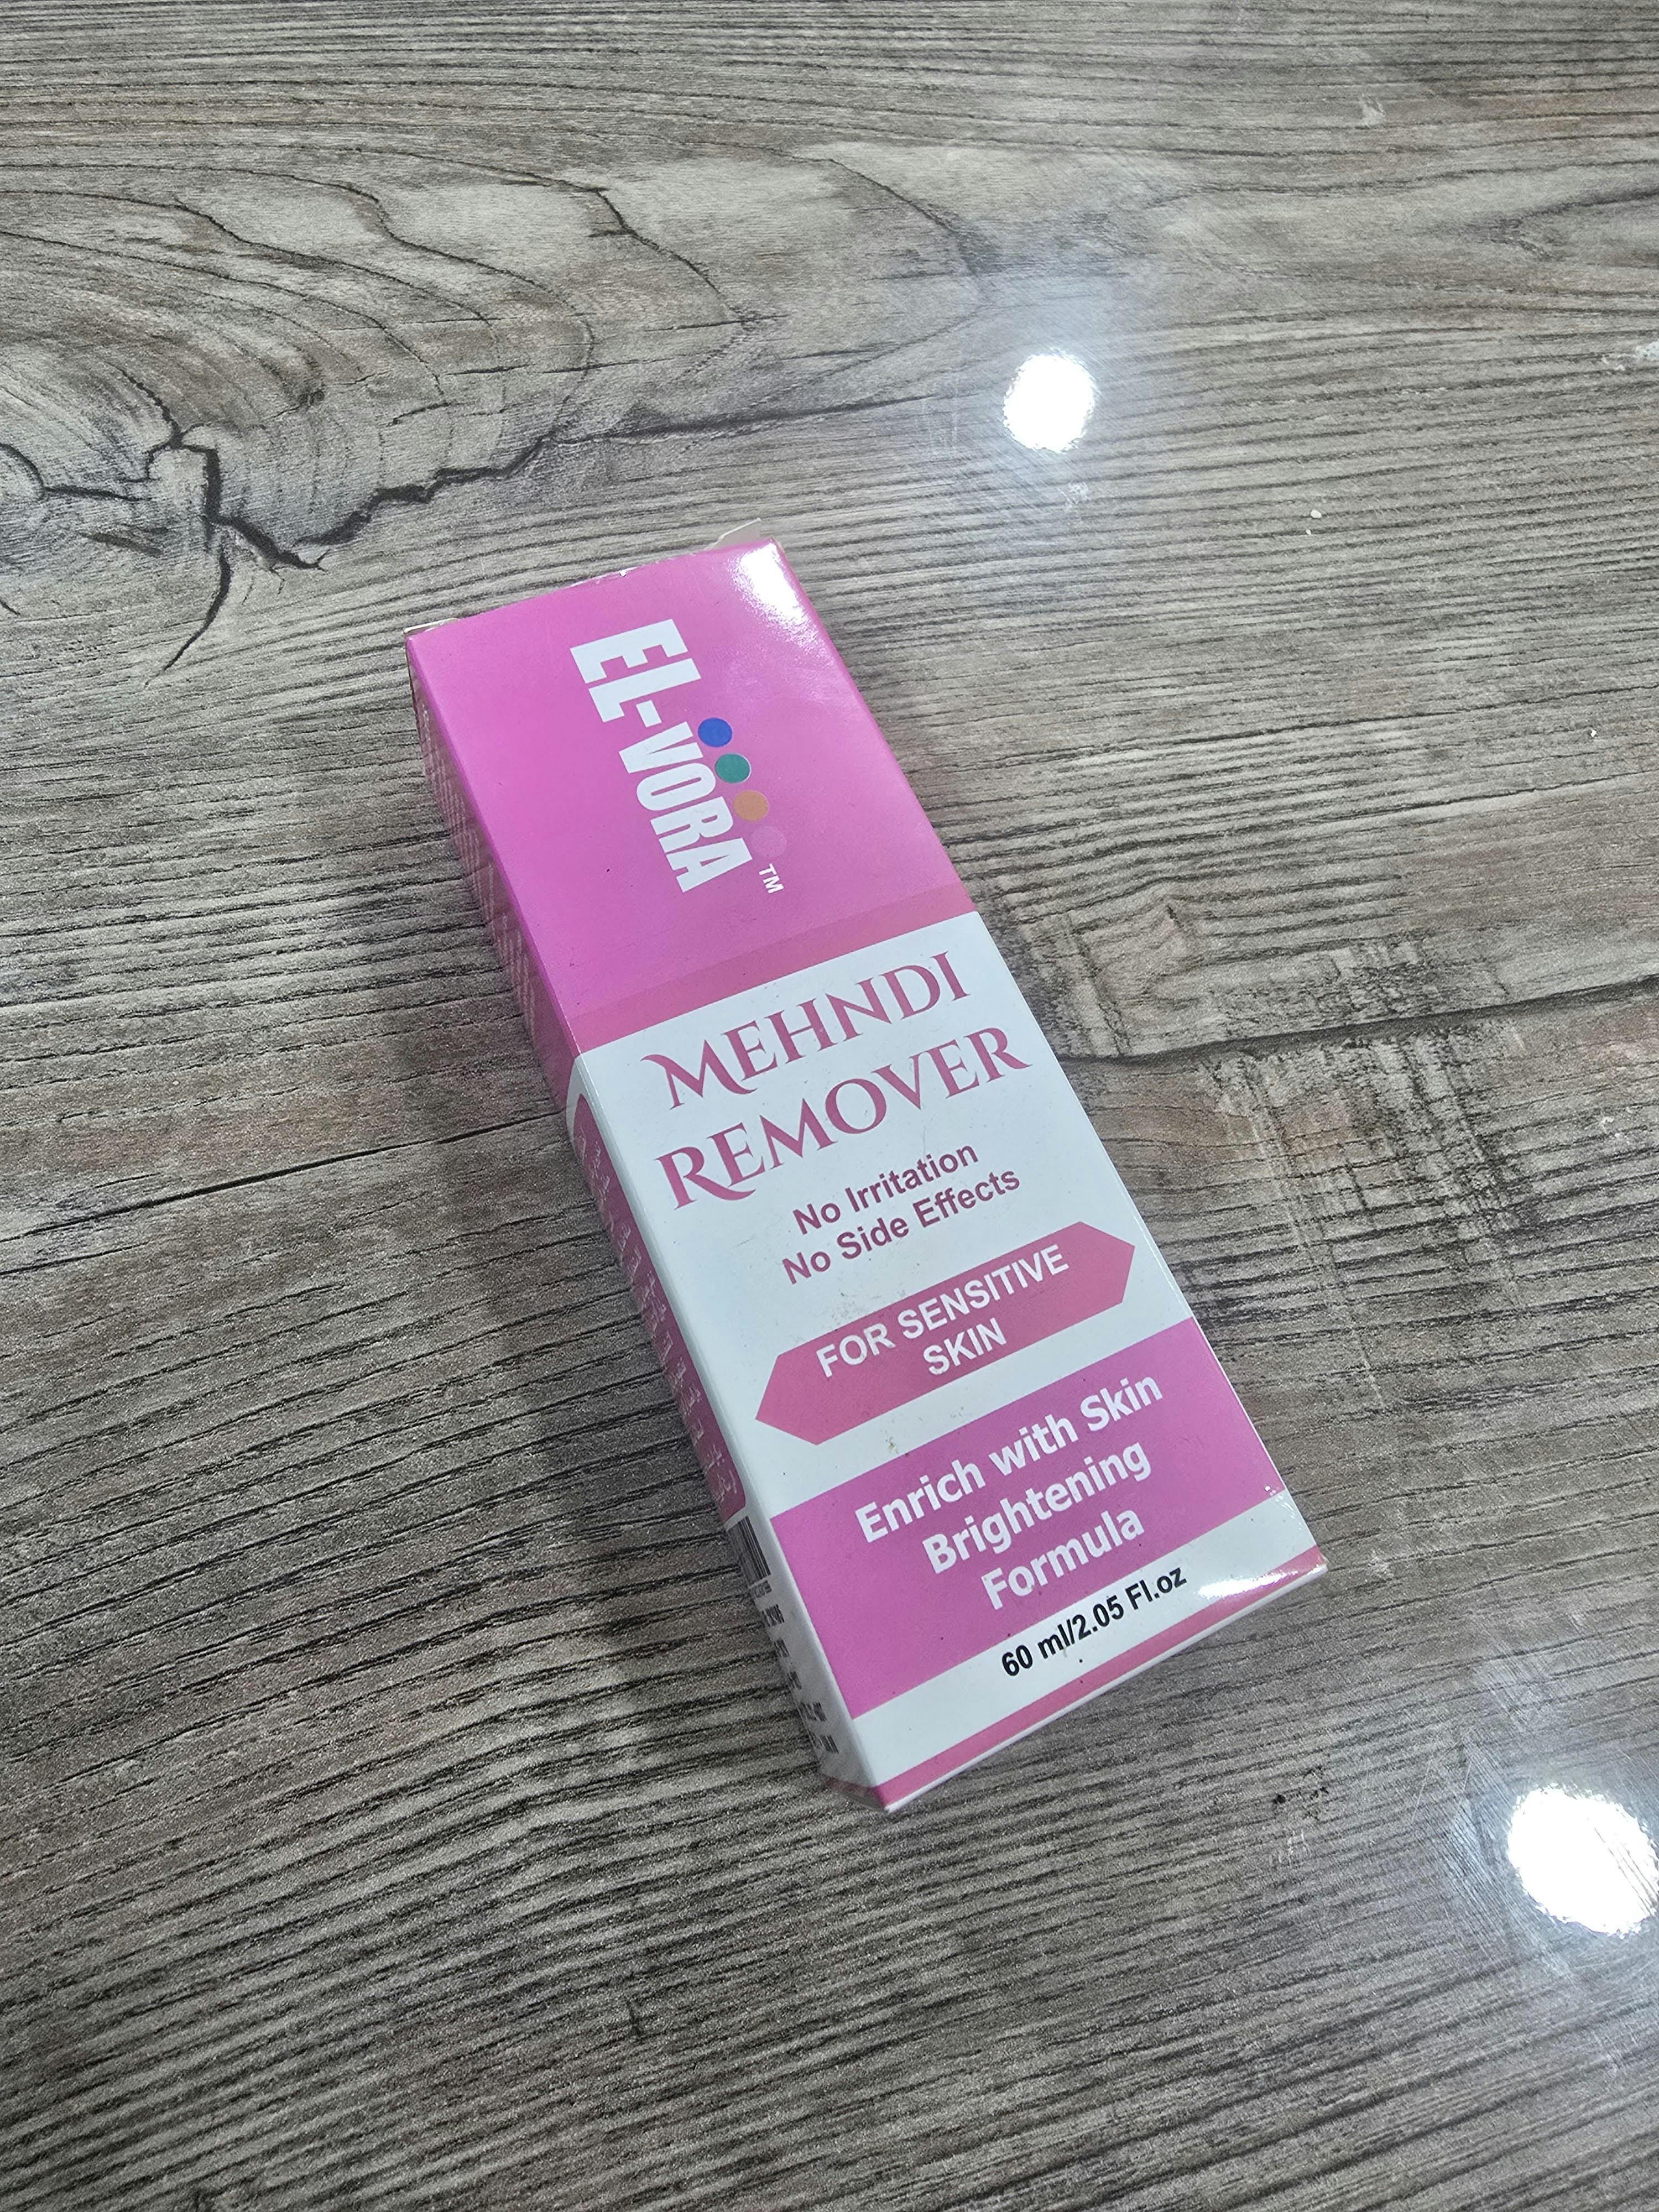 EL-VORA
TM
MEHNDI
REMOVER
No Irritation
No Side Effects
FOR SENSITIVE
SKIN
Enrich with Skin
Brightening
Formula
60 ml/2.05 Fl.oz